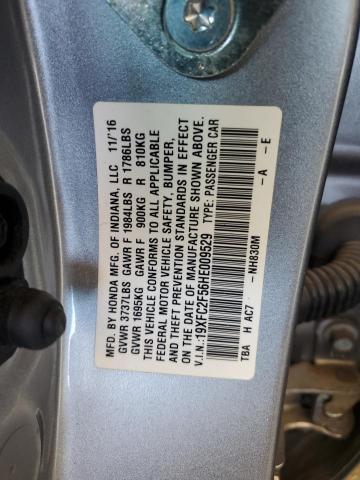 MFD. BY HONDA MFG. OF INDIANA, LLC 11/'16
GVWR 3737LBS GAWR F 1984LBS R 1786LBS
GVWR 1695KG GAWR F 900KG R 810KG
THIS VEHICLE CONFORMS TO ALL APPLICABLE
FEDERAL MOTOR VEHICLE SAFETY, BUMPER,
AND THEFT PREVENTION STANDARDS IN EFFECT
ON THE DATE OF MANUFACTURE SHOWN ABOVE.
V.I.N.:19XFC2F56HE009529 TYPE: PASSENGER CAR
TBA H AC7 -NH830M -A -E